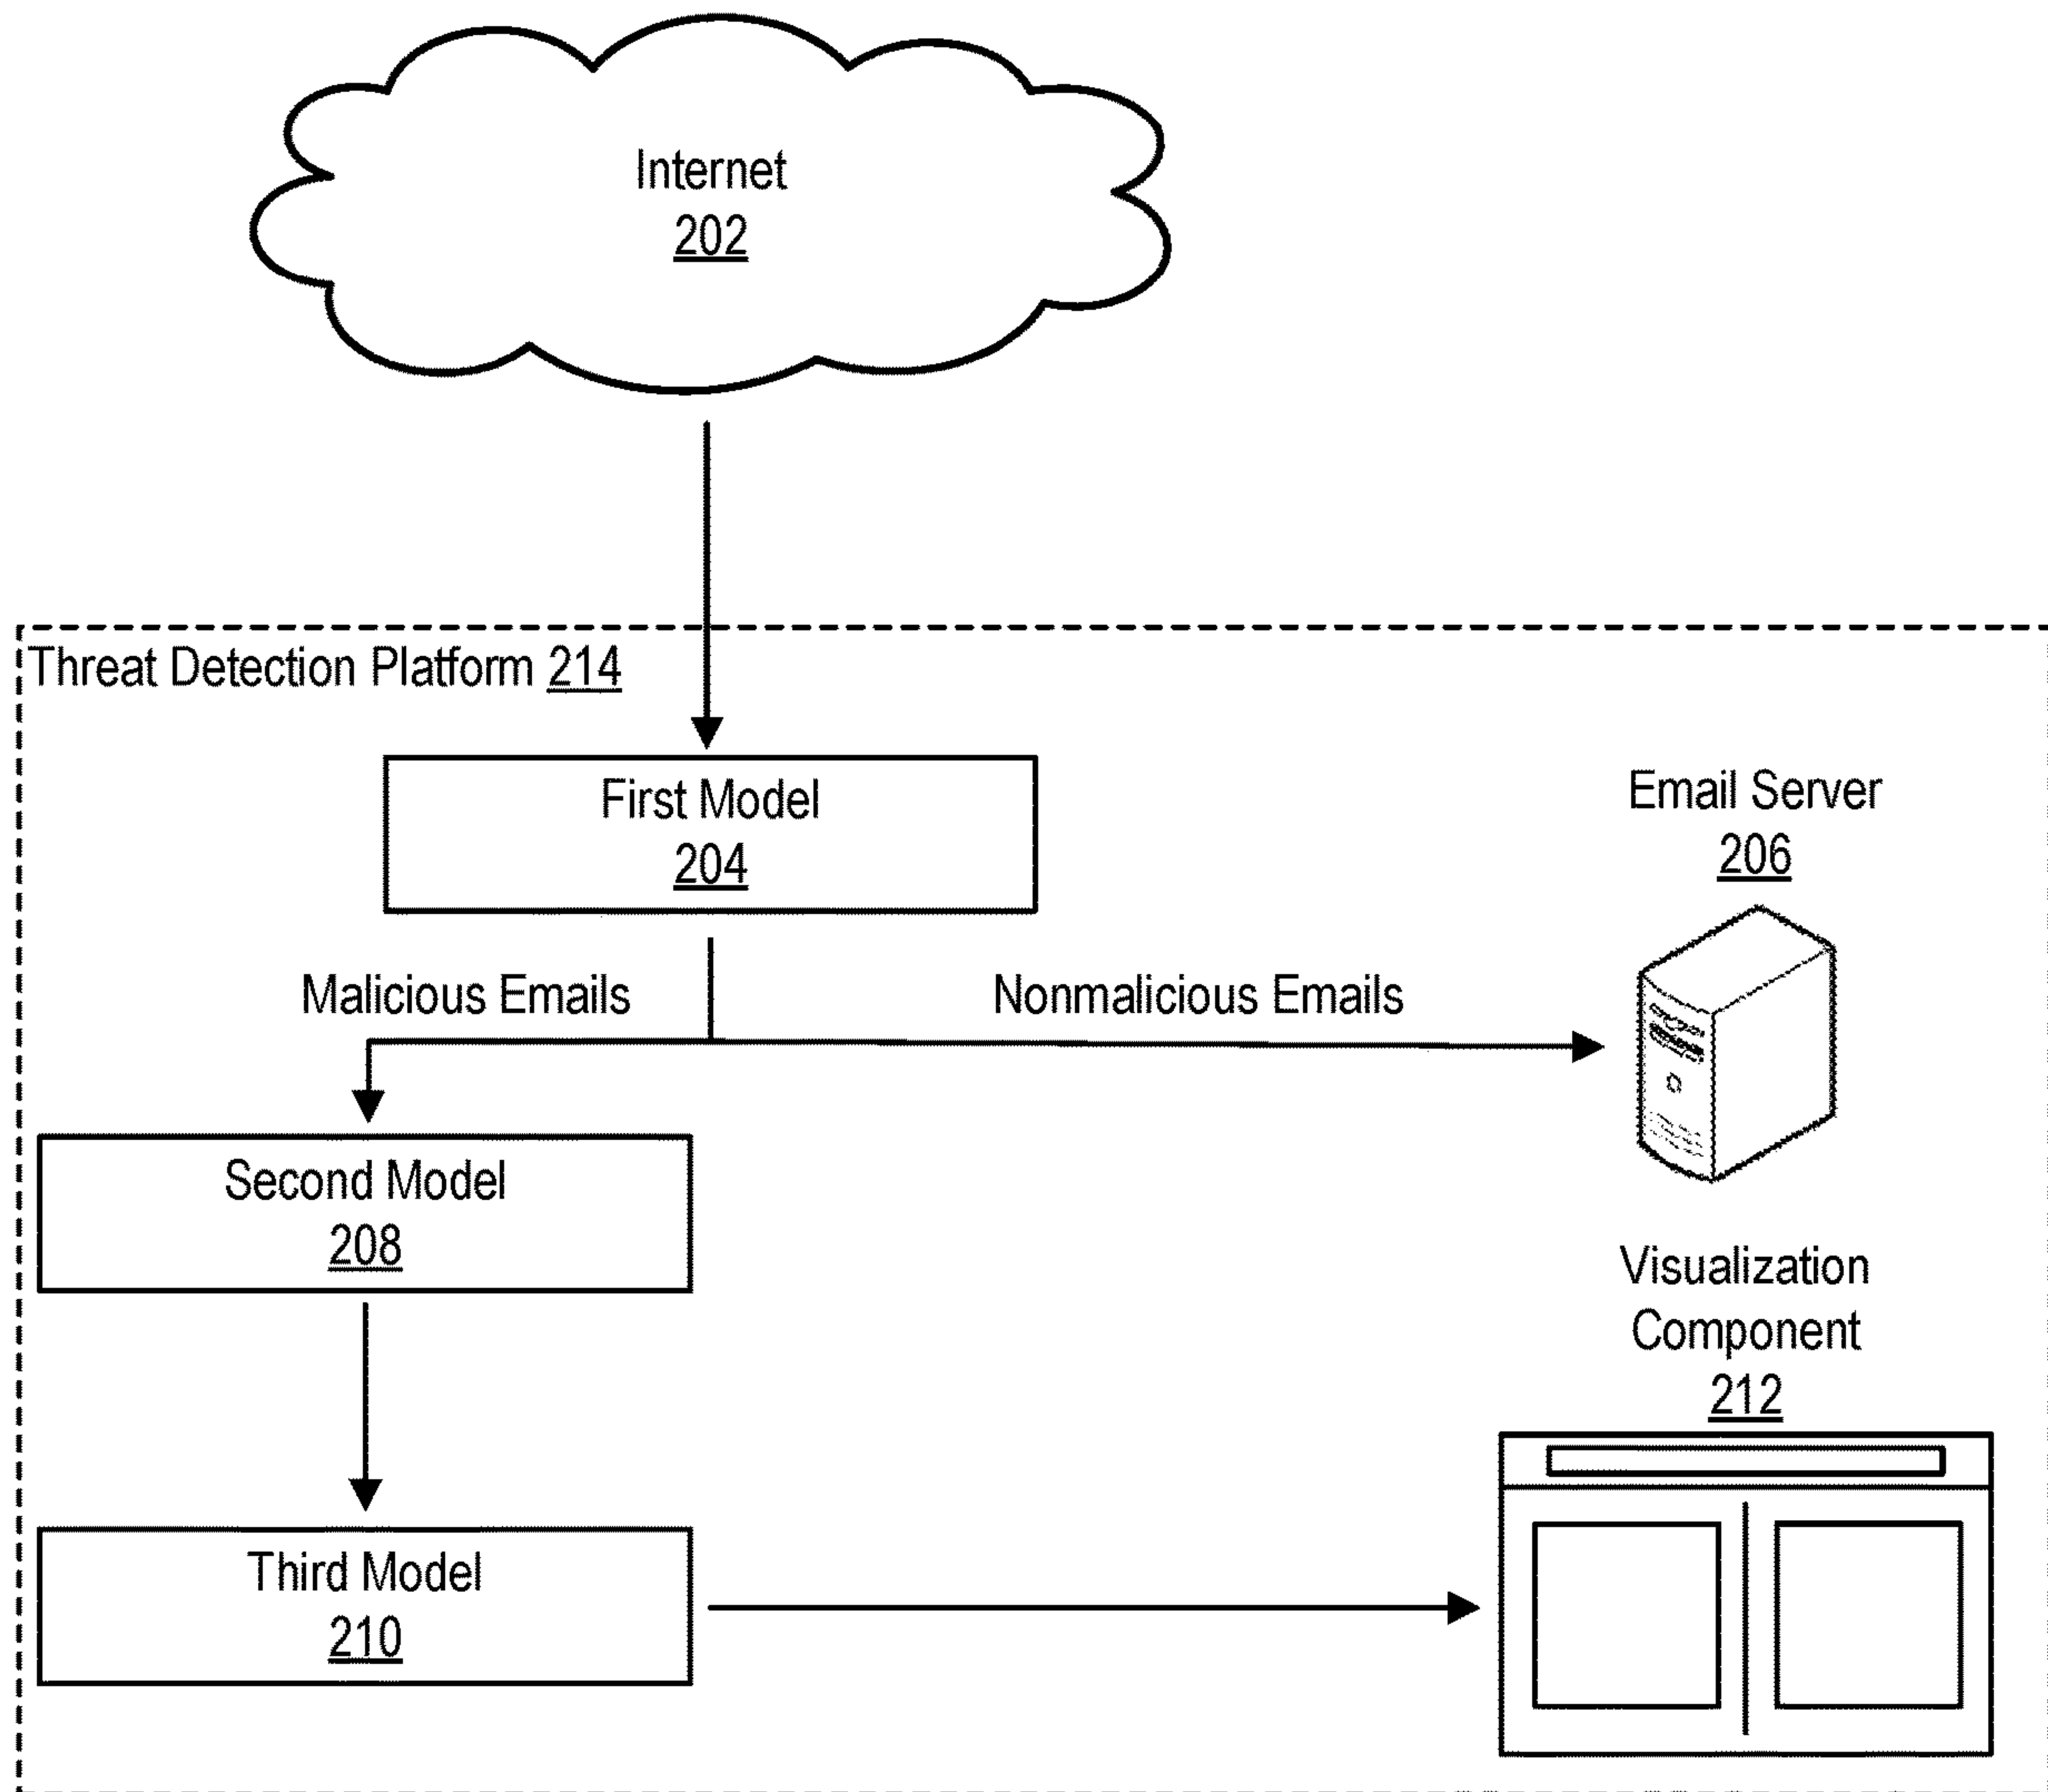 Internet
202
Threat Detection Platform 214
First Model
204
Email Server
206
Malicious Emails
Nonmalicious Emails
Second Model
208
Visualization
Component
212
Third Model
210